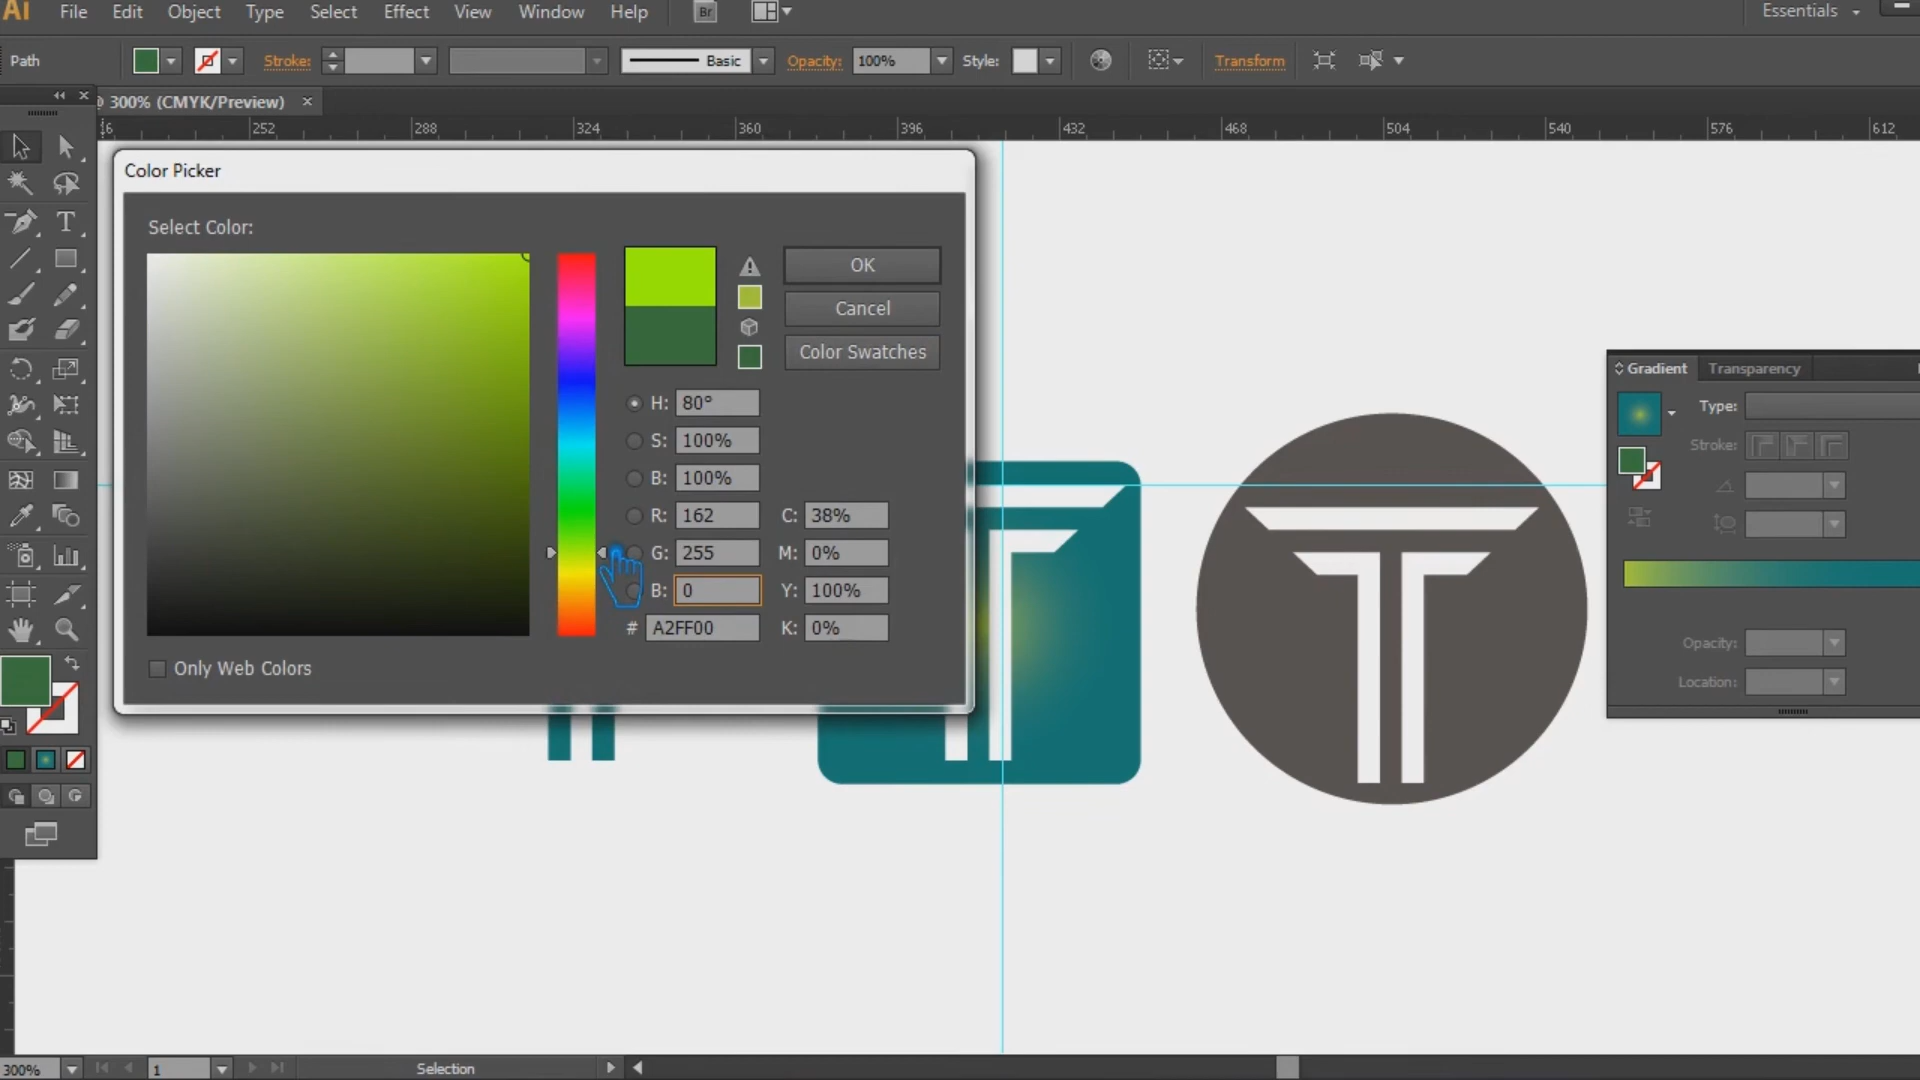 Ai File Edit Object Type Select Effect View Window Help Br Essentials
Path Stroke: Basic Opacity: 100% Style: Transform
300% (CMYK/Preview) ×
252 288 324 360 396 432 468 504 540 576 612
Color Picker
Select Color:
OK
Cancel
Color Swatches
H: 80°
S: 100%
B: 100%
R: 162 C: 38%
G: 255 M: 0%
B: 0 Y: 100%
# A2FF00 K: 0%
Only Web Colors
Gradient Transparency
Type:
Stroke:
Opacity:
Location:
300% 1 Selection